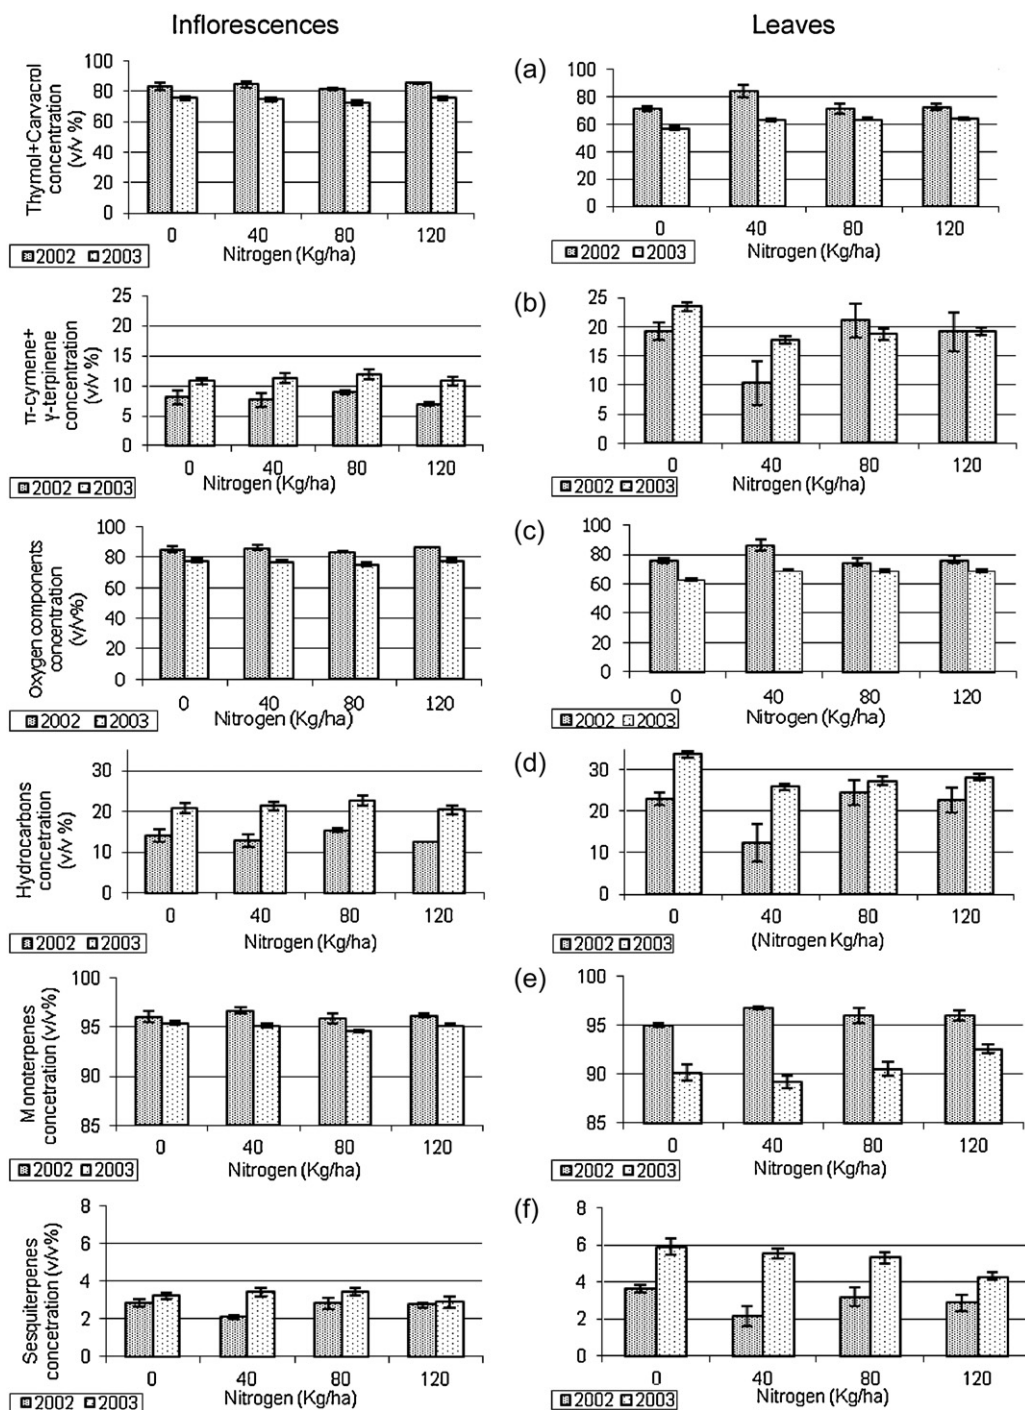 Inflorescences
Leaves
(a)
Thymol+Carvacrol
concentration
(v/v %)
100
80
60
40
20
0
0 40 80 120
Nitrogen (Kg/ha)
2002 2003
100
80
60
40
20
0
0 40 80 120
Nitrogen (Kg/ha)
2002 2003
(b)
π-cymene+
γ-terpinene
concentration
(v/v %)
25
20
15
10
5
0
0 40 80 120
Nitrogen (Kg/ha)
2002 2003
25
20
15
10
5
0
0 40 80 120
Nitrogen (Kg/ha)
2002 2003
(c)
Oxygen components
concentration
(v/v%)
100
80
60
40
20
0
0 40 80 120
Nitrogen (Kg/ha)
2002 2003
100
80
60
40
20
0
0 40 80 120
Nitrogen (Kg/ha)
2002 2003
(d)
Hydrocarbons
concetration
(v/v %)
30
20
10
0
0 40 80 120
Nitrogen (Kg/ha)
2002 2003
30
20
10
0
0 40 80 120
(Nitrogen Kg/ha)
2002 2003
(e)
Monoterpenes
concetration (v/v%)
100
95
90
85
0 40 80 120
Nitrogen (Kg/ha)
2002 2003
100
95
90
85
0 40 80 120
Nitrogen (Kg/ha)
2002 2003
(f)
Sesquiterpenes
concetration (v/v%)
8
6
4
2
0
0 40 80 120
Nitrogen (Kg/ha)
2002 2003
8
6
4
2
0
0 40 80 120
Nitrogen (Kg/ha)
2002 2003